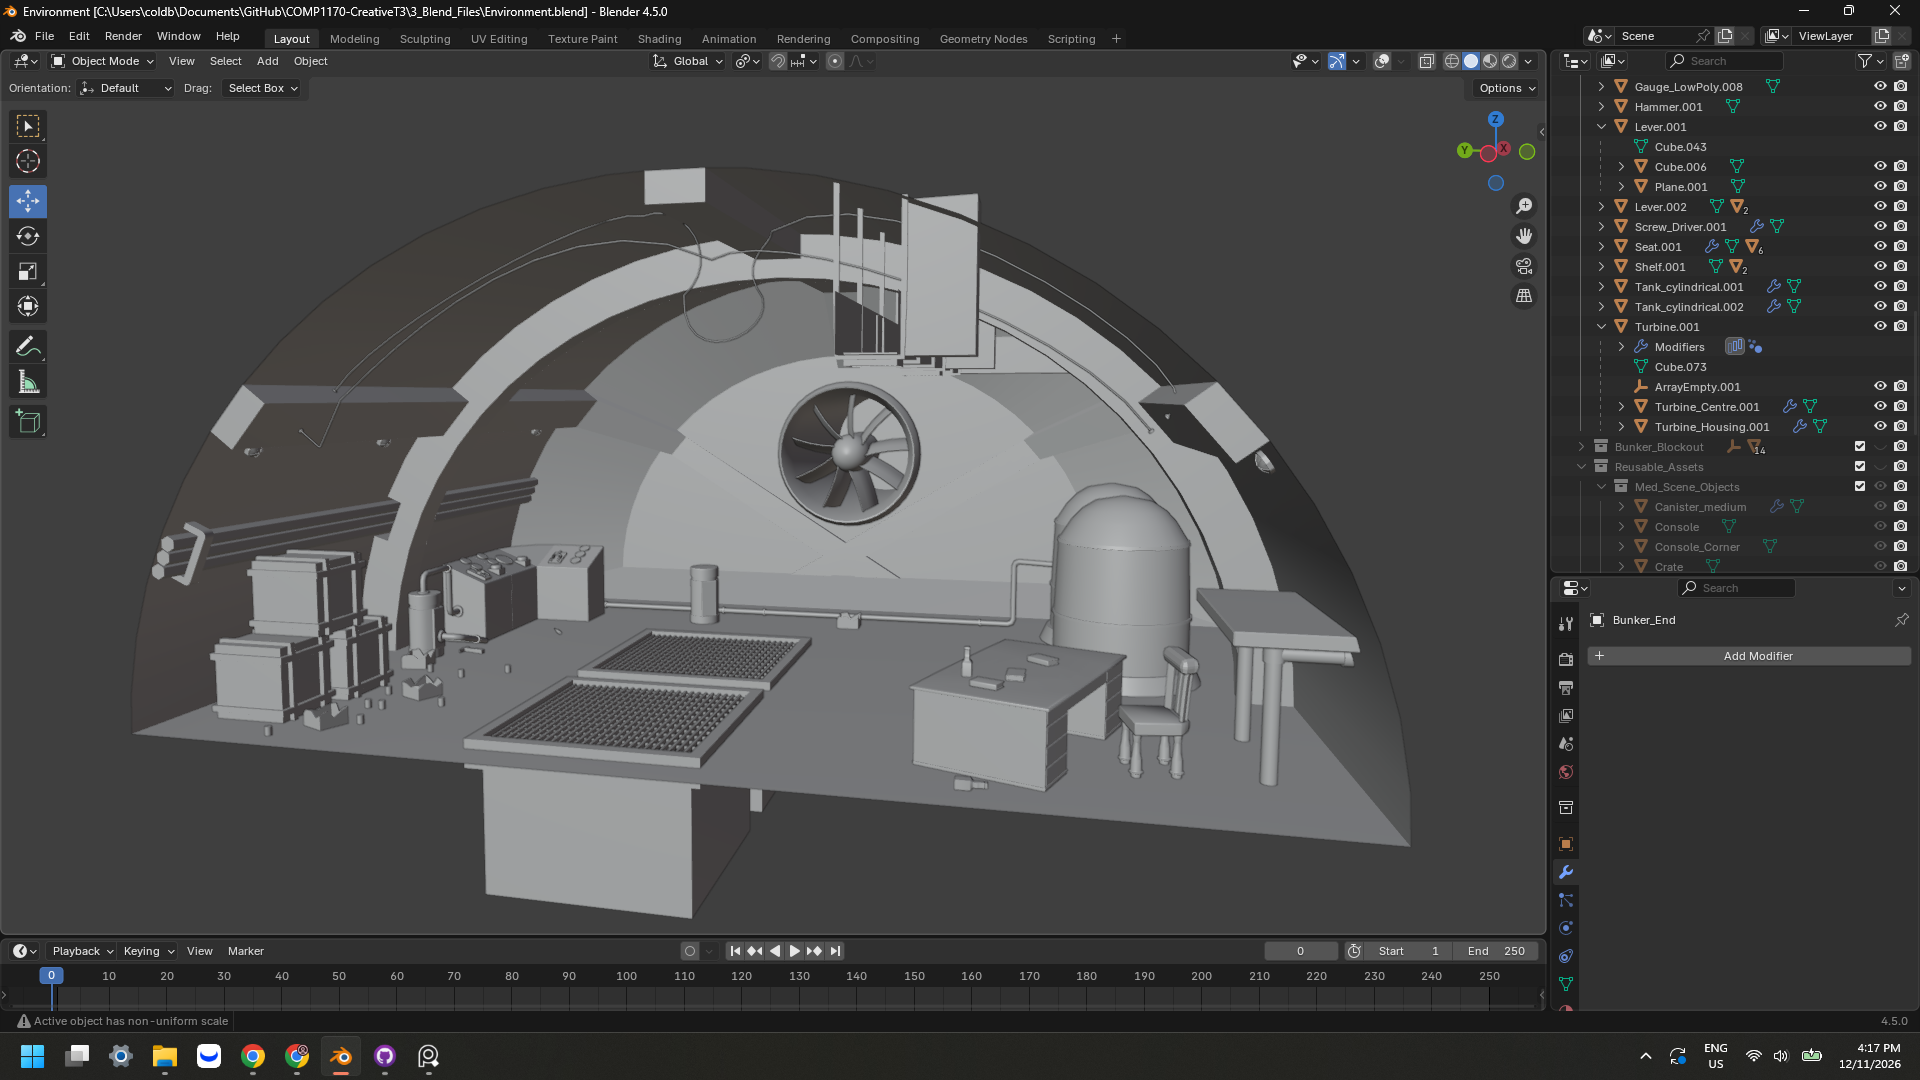 Environment [C:\Users\coldb\Documents\GitHub\COMP1170-CreativeT3\3_Blend_Files\Environment.blend] - Blender 4.5.0
File Edit Render Window Help
Layout Modeling Sculpting UV Editing Texture Paint Shading Animation Rendering Compositing Geometry Nodes Scripting +
Scene
ViewLayer
Object Mode View Select Add Object
Global
Search
Orientation: Default Drag: Select Box
Options
Z
Y
X
Gauge_LowPoly.008
Hammer.001
Lever.001
Cube.043
Cube.006
Plane.001
Lever.002 2
Screw_Driver.001
Seat.001 6
Shelf.001 2
Tank_cylindrical.001
Tank_cylindrical.002
Turbine.001
Modifiers
Cube.073
ArrayEmpty.001
Turbine_Centre.001
Turbine_Housing.001
Bunker_Blockout 14
Reusable_Assets
Med_Scene_Objects
Canister_medium
Console
Console_Corner
Crate
Search
Bunker_End
+ Add Modifier
Playback Keying View Marker
0
Start 1
End 250
0 10 20 30 40 50 60 70 80 90 100 110 120 130 140 150 160 170 180 190 200 210 220 230 240 250
Active object has non-uniform scale
4.5.0
ENG
US
4:17 PM
12/11/2026